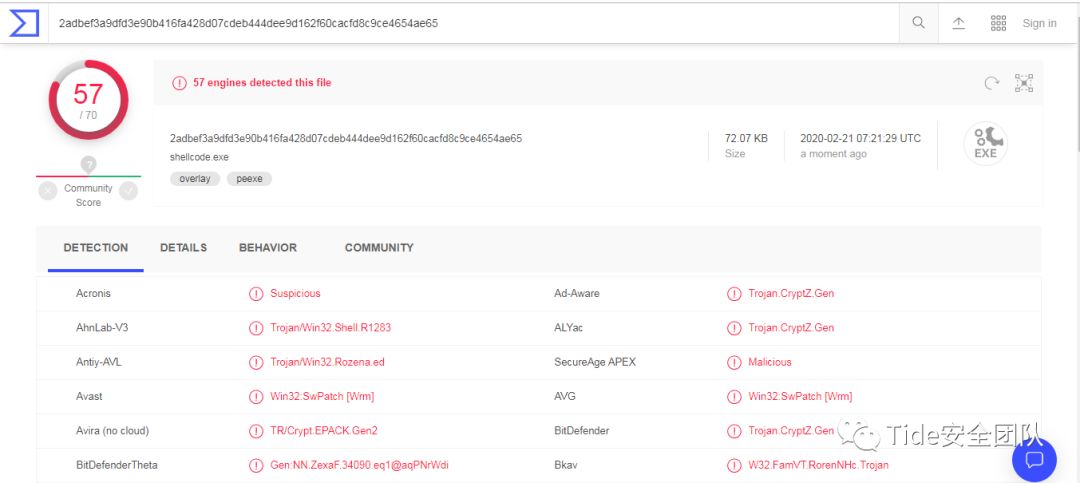 2adbef3a9dfd3e90b416fa428d07cdeb444dee9d162f60cacfd8c9ce4654ae65
Sign in
57
/ 70
57 engines detected this file
2adbef3a9dfd3e90b416fa428d07cdeb444dee9d162f60cacfd8c9ce4654ae65
shellcode.exe
overlay
peexe
72.07 KB
Size
2020-02-21 07:21:29 UTC
a moment ago
EXE
?
Community
Score
DETECTION
DETAILS
BEHAVIOR
COMMUNITY
Acronis
Suspicious
Ad-Aware
Trojan.CryptZ.Gen
AhnLab-V3
Trojan/Win32.Shell.R1283
ALYac
Trojan.CryptZ.Gen
Antiy-AVL
Trojan/Win32.Rozena.ed
SecureAge APEX
Malicious
Avast
Win32:SwPatch [Wrm]
AVG
Win32:SwPatch [Wrm]
Avira (no cloud)
TR/Crypt.EPACK.Gen2
BitDefender
Trojan.CryptZ.Gen
Tide安全团队
BitDefenderTheta
Gen:NN.ZexaF.34090.eq1@aqPNrWdi
Bkav
W32.FamVT.RorenNHc.Trojan